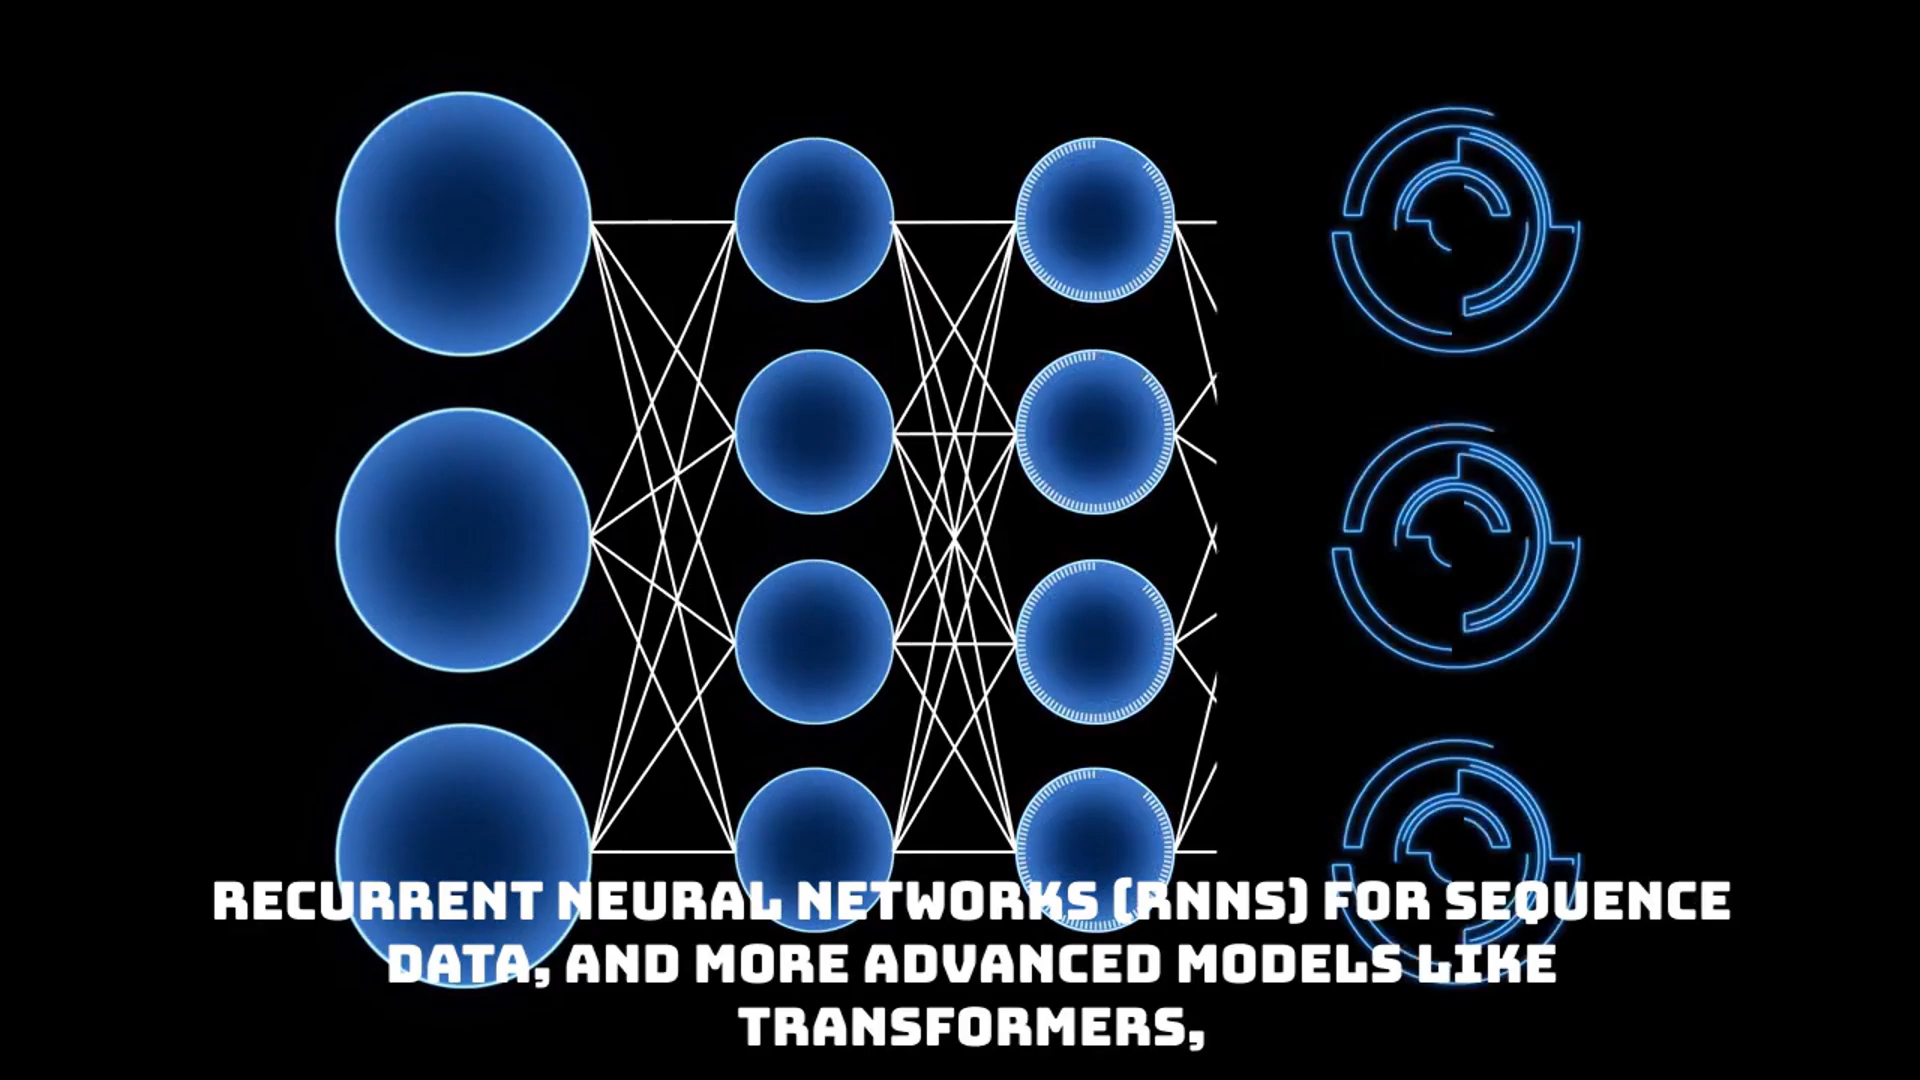 RECURRENT NEURAL NETWORKS (RNNS) FOR SEQUENCE
DATA, AND MORE ADVANCED MODELS LIKE
TRANSFORMERS,